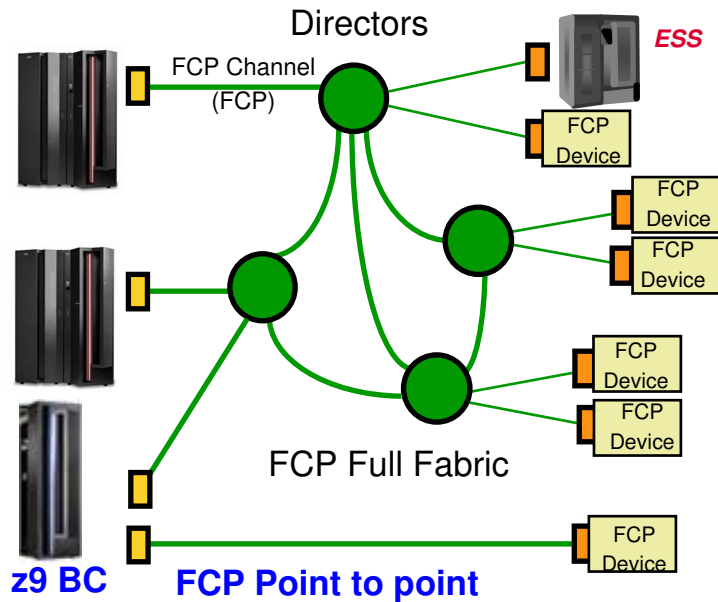 Directors
ESS
FCP Channel
(FCP)
FCP
Device
FCP
Device
FCP
Device
FCP
Device
FCP
Device
FCP Full Fabric
FCP
Device
z9 BC
FCP Point to point